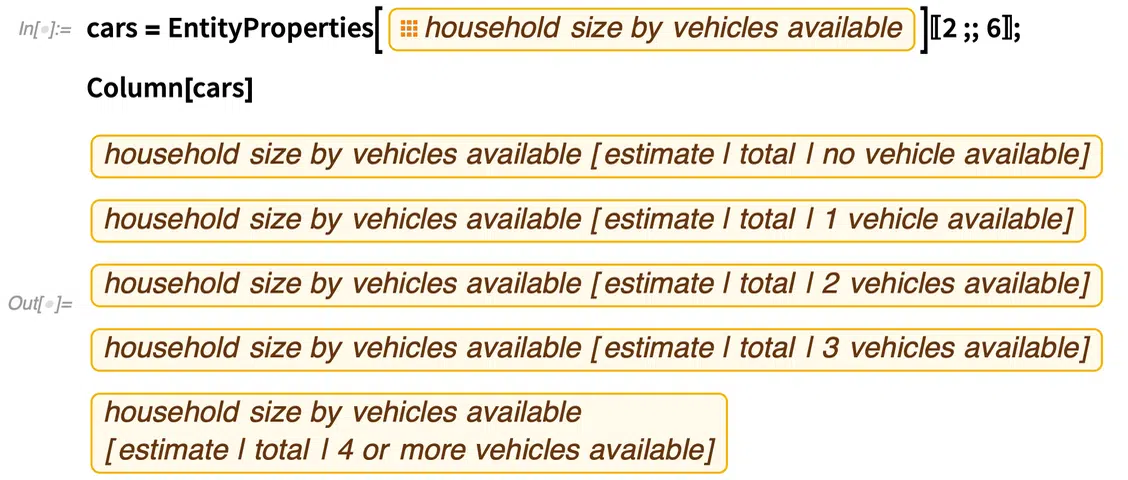 In[•]:= cars = EntityProperties[ household size by vehicles available ]〚2 ;; 6〛;
Column[cars]
household size by vehicles available [estimate | total | no vehicle available]
household size by vehicles available [estimate | total | 1 vehicle available]
household size by vehicles available [estimate | total | 2 vehicles available]
Out[•]=
household size by vehicles available [estimate | total | 3 vehicles available]
household size by vehicles available
[estimate | total | 4 or more vehicles available]